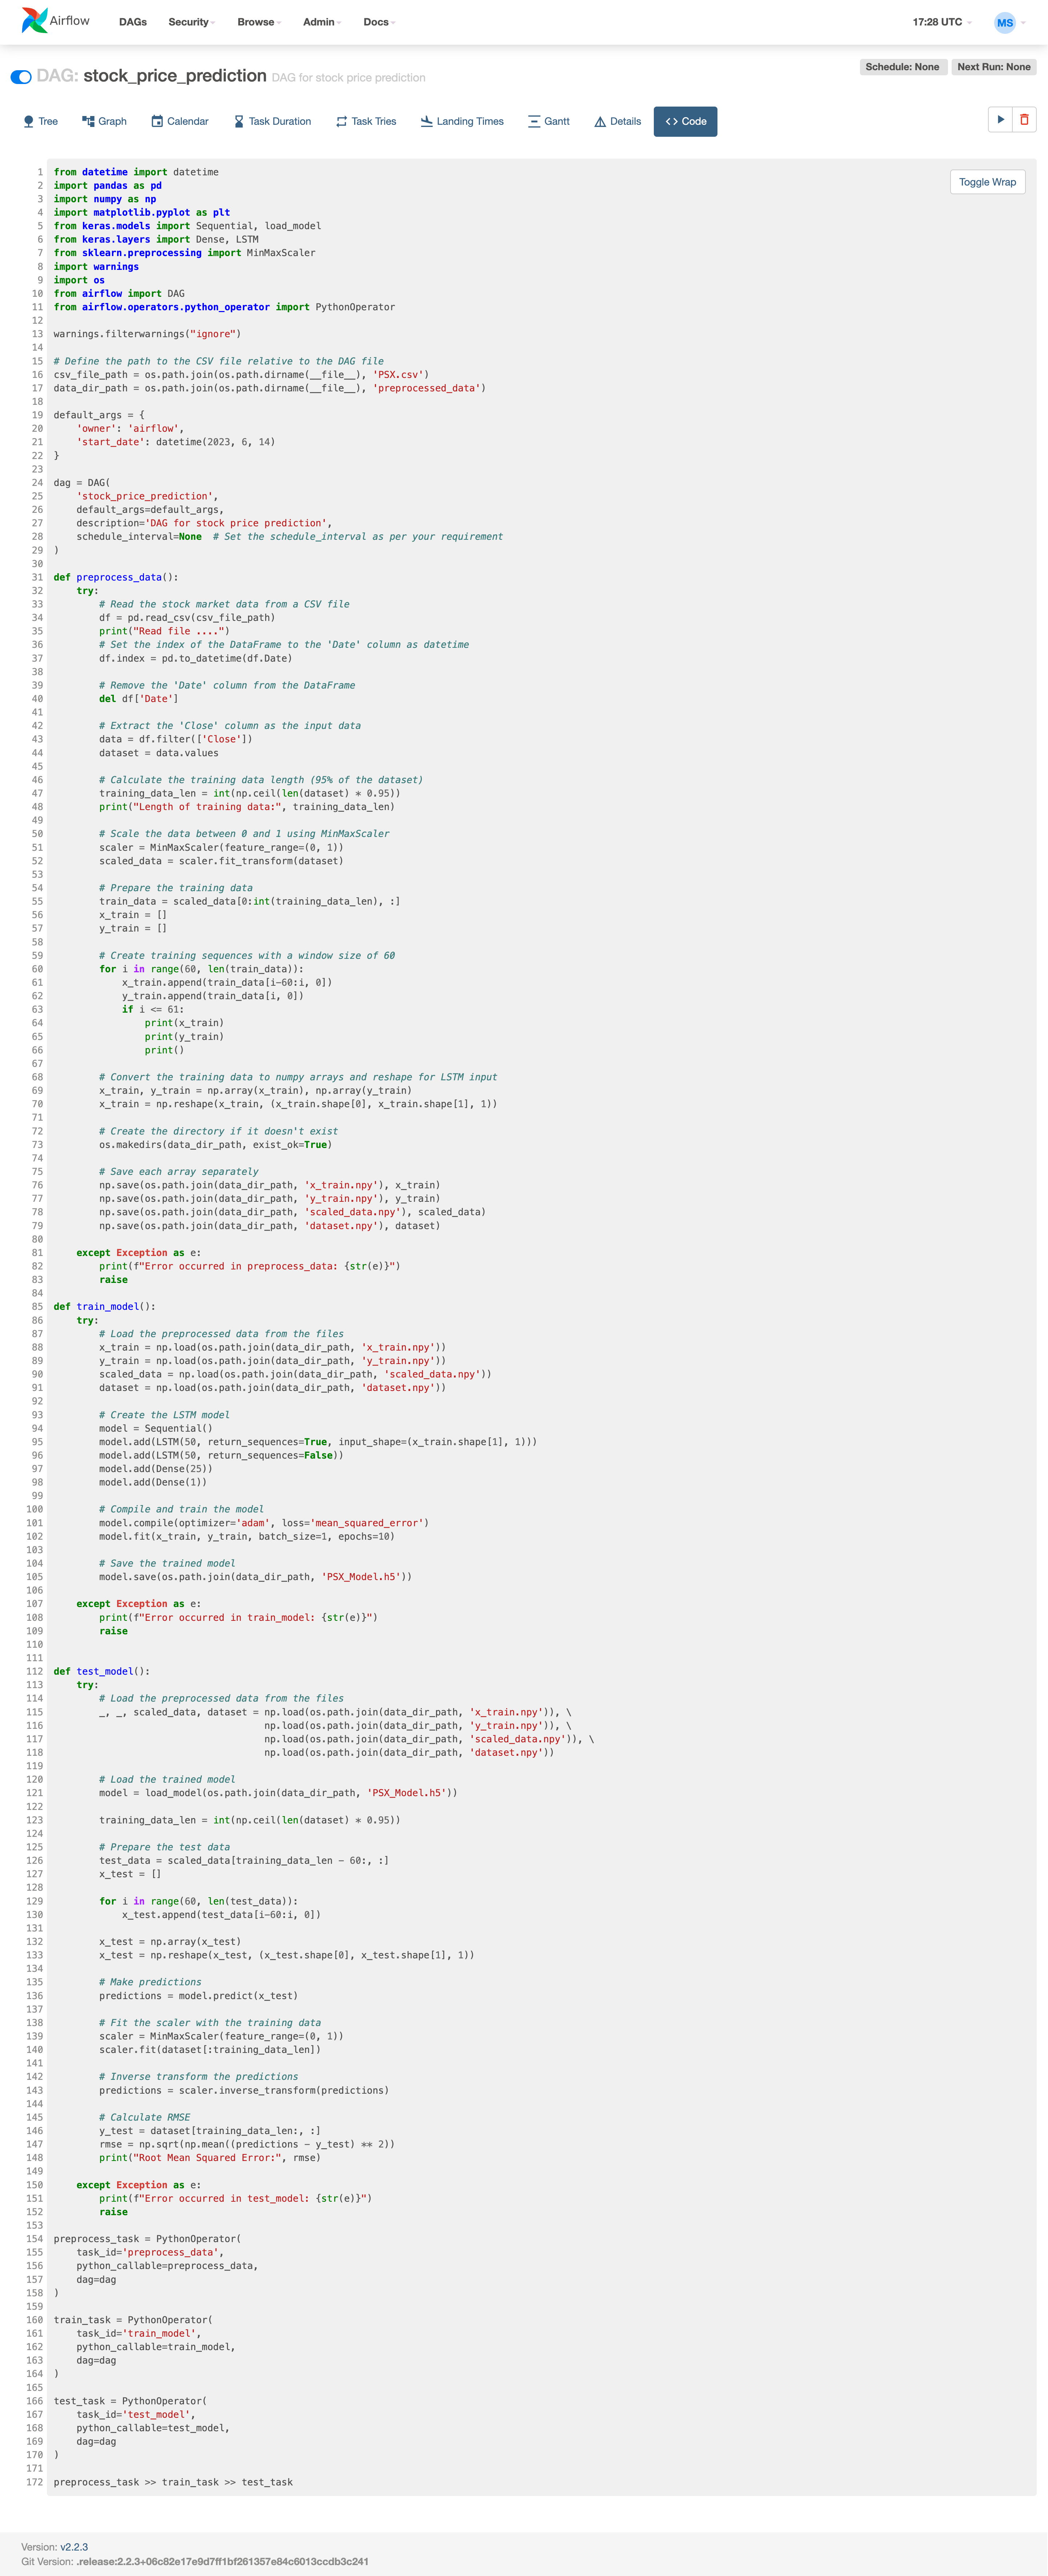 Airflow DAGs Security Browse Admin Docs 17:28 UTC MS
DAG: stock_price_prediction DAG for stock price prediction Schedule: None Next Run: None
Tree Graph Calendar Task Duration Task Tries Landing Times Gantt Details <> Code
Toggle Wrap
1 from datetime import datetime
2 import pandas as pd
3 import numpy as np
4 import matplotlib.pyplot as plt
5 from keras.models import Sequential, load_model
6 from keras.layers import Dense, LSTM
7 from sklearn.preprocessing import MinMaxScaler
8 import warnings
9 import os
10 from airflow import DAG
11 from airflow.operators.python_operator import PythonOperator
12
13 warnings.filterwarnings("ignore")
14
15 # Define the path to the CSV file relative to the DAG file
16 csv_file_path = os.path.join(os.path.dirname(__file__), 'PSX.csv')
17 data_dir_path = os.path.join(os.path.dirname(__file__), 'preprocessed_data')
18
19 default_args = {
20     'owner': 'airflow',
21     'start_date': datetime(2023, 6, 14)
22 }
23
24 dag = DAG(
25     'stock_price_prediction',
26     default_args=default_args,
27     description='DAG for stock price prediction',
28     schedule_interval=None  # Set the schedule_interval as per your requirement
29 )
30
31 def preprocess_data():
32     try:
33         # Read the stock market data from a CSV file
34         df = pd.read_csv(csv_file_path)
35         print("Read file ....")
36         # Set the index of the DataFrame to the 'Date' column as datetime
37         df.index = pd.to_datetime(df.Date)
38
39         # Remove the 'Date' column from the DataFrame
40         del df['Date']
41
42         # Extract the 'Close' column as the input data
43         data = df.filter(['Close'])
44         dataset = data.values
45
46         # Calculate the training data length (95% of the dataset)
47         training_data_len = int(np.ceil(len(dataset) * 0.95))
48         print("Length of training data:", training_data_len)
49
50         # Scale the data between 0 and 1 using MinMaxScaler
51         scaler = MinMaxScaler(feature_range=(0, 1))
52         scaled_data = scaler.fit_transform(dataset)
53
54         # Prepare the training data
55         train_data = scaled_data[0:int(training_data_len), :]
56         x_train = []
57         y_train = []
58
59         # Create training sequences with a window size of 60
60         for i in range(60, len(train_data)):
61             x_train.append(train_data[i-60:i, 0])
62             y_train.append(train_data[i, 0])
63             if i <= 61:
64                 print(x_train)
65                 print(y_train)
66                 print()
67
68         # Convert the training data to numpy arrays and reshape for LSTM input
69         x_train, y_train = np.array(x_train), np.array(y_train)
70         x_train = np.reshape(x_train, (x_train.shape[0], x_train.shape[1], 1))
71
72         # Create the directory if it doesn't exist
73         os.makedirs(data_dir_path, exist_ok=True)
74
75         # Save each array separately
76         np.save(os.path.join(data_dir_path, 'x_train.npy'), x_train)
77         np.save(os.path.join(data_dir_path, 'y_train.npy'), y_train)
78         np.save(os.path.join(data_dir_path, 'scaled_data.npy'), scaled_data)
79         np.save(os.path.join(data_dir_path, 'dataset.npy'), dataset)
80
81     except Exception as e:
82         print(f"Error occurred in preprocess_data: {str(e)}")
83         raise
84
85 def train_model():
86     try:
87         # Load the preprocessed data from the files
88         x_train = np.load(os.path.join(data_dir_path, 'x_train.npy'))
89         y_train = np.load(os.path.join(data_dir_path, 'y_train.npy'))
90         scaled_data = np.load(os.path.join(data_dir_path, 'scaled_data.npy'))
91         dataset = np.load(os.path.join(data_dir_path, 'dataset.npy'))
92
93         # Create the LSTM model
94         model = Sequential()
95         model.add(LSTM(50, return_sequences=True, input_shape=(x_train.shape[1], 1)))
96         model.add(LSTM(50, return_sequences=False))
97         model.add(Dense(25))
98         model.add(Dense(1))
99
100         # Compile and train the model
101         model.compile(optimizer='adam', loss='mean_squared_error')
102         model.fit(x_train, y_train, batch_size=1, epochs=10)
103
104         # Save the trained model
105         model.save(os.path.join(data_dir_path, 'PSX_Model.h5'))
106
107     except Exception as e:
108         print(f"Error occurred in train_model: {str(e)}")
109         raise
110
111
112 def test_model():
113     try:
114         # Load the preprocessed data from the files
115         _, _, scaled_data, dataset = np.load(os.path.join(data_dir_path, 'x_train.npy')), \
116                                      np.load(os.path.join(data_dir_path, 'y_train.npy')), \
117                                      np.load(os.path.join(data_dir_path, 'scaled_data.npy')), \
118                                      np.load(os.path.join(data_dir_path, 'dataset.npy'))
119
120         # Load the trained model
121         model = load_model(os.path.join(data_dir_path, 'PSX_Model.h5'))
122
123         training_data_len = int(np.ceil(len(dataset) * 0.95))
124
125         # Prepare the test data
126         test_data = scaled_data[training_data_len - 60:, :]
127         x_test = []
128
129         for i in range(60, len(test_data)):
130             x_test.append(test_data[i-60:i, 0])
131
132         x_test = np.array(x_test)
133         x_test = np.reshape(x_test, (x_test.shape[0], x_test.shape[1], 1))
134
135         # Make predictions
136         predictions = model.predict(x_test)
137
138         # Fit the scaler with the training data
139         scaler = MinMaxScaler(feature_range=(0, 1))
140         scaler.fit(dataset[:training_data_len])
141
142         # Inverse transform the predictions
143         predictions = scaler.inverse_transform(predictions)
144
145         # Calculate RMSE
146         y_test = dataset[training_data_len:, :]
147         rmse = np.sqrt(np.mean((predictions - y_test) ** 2))
148         print("Root Mean Squared Error:", rmse)
149
150     except Exception as e:
151         print(f"Error occurred in test_model: {str(e)}")
152         raise
153
154 preprocess_task = PythonOperator(
155     task_id='preprocess_data',
156     python_callable=preprocess_data,
157     dag=dag
158 )
159
160 train_task = PythonOperator(
161     task_id='train_model',
162     python_callable=train_model,
163     dag=dag
164 )
165
166 test_task = PythonOperator(
167     task_id='test_model',
168     python_callable=test_model,
169     dag=dag
170 )
171
172 preprocess_task >> train_task >> test_task
Version: v2.2.3
Git Version: .release:2.2.3+06c82e17e9d7ff1bf261357e84c6013ccdb3c241